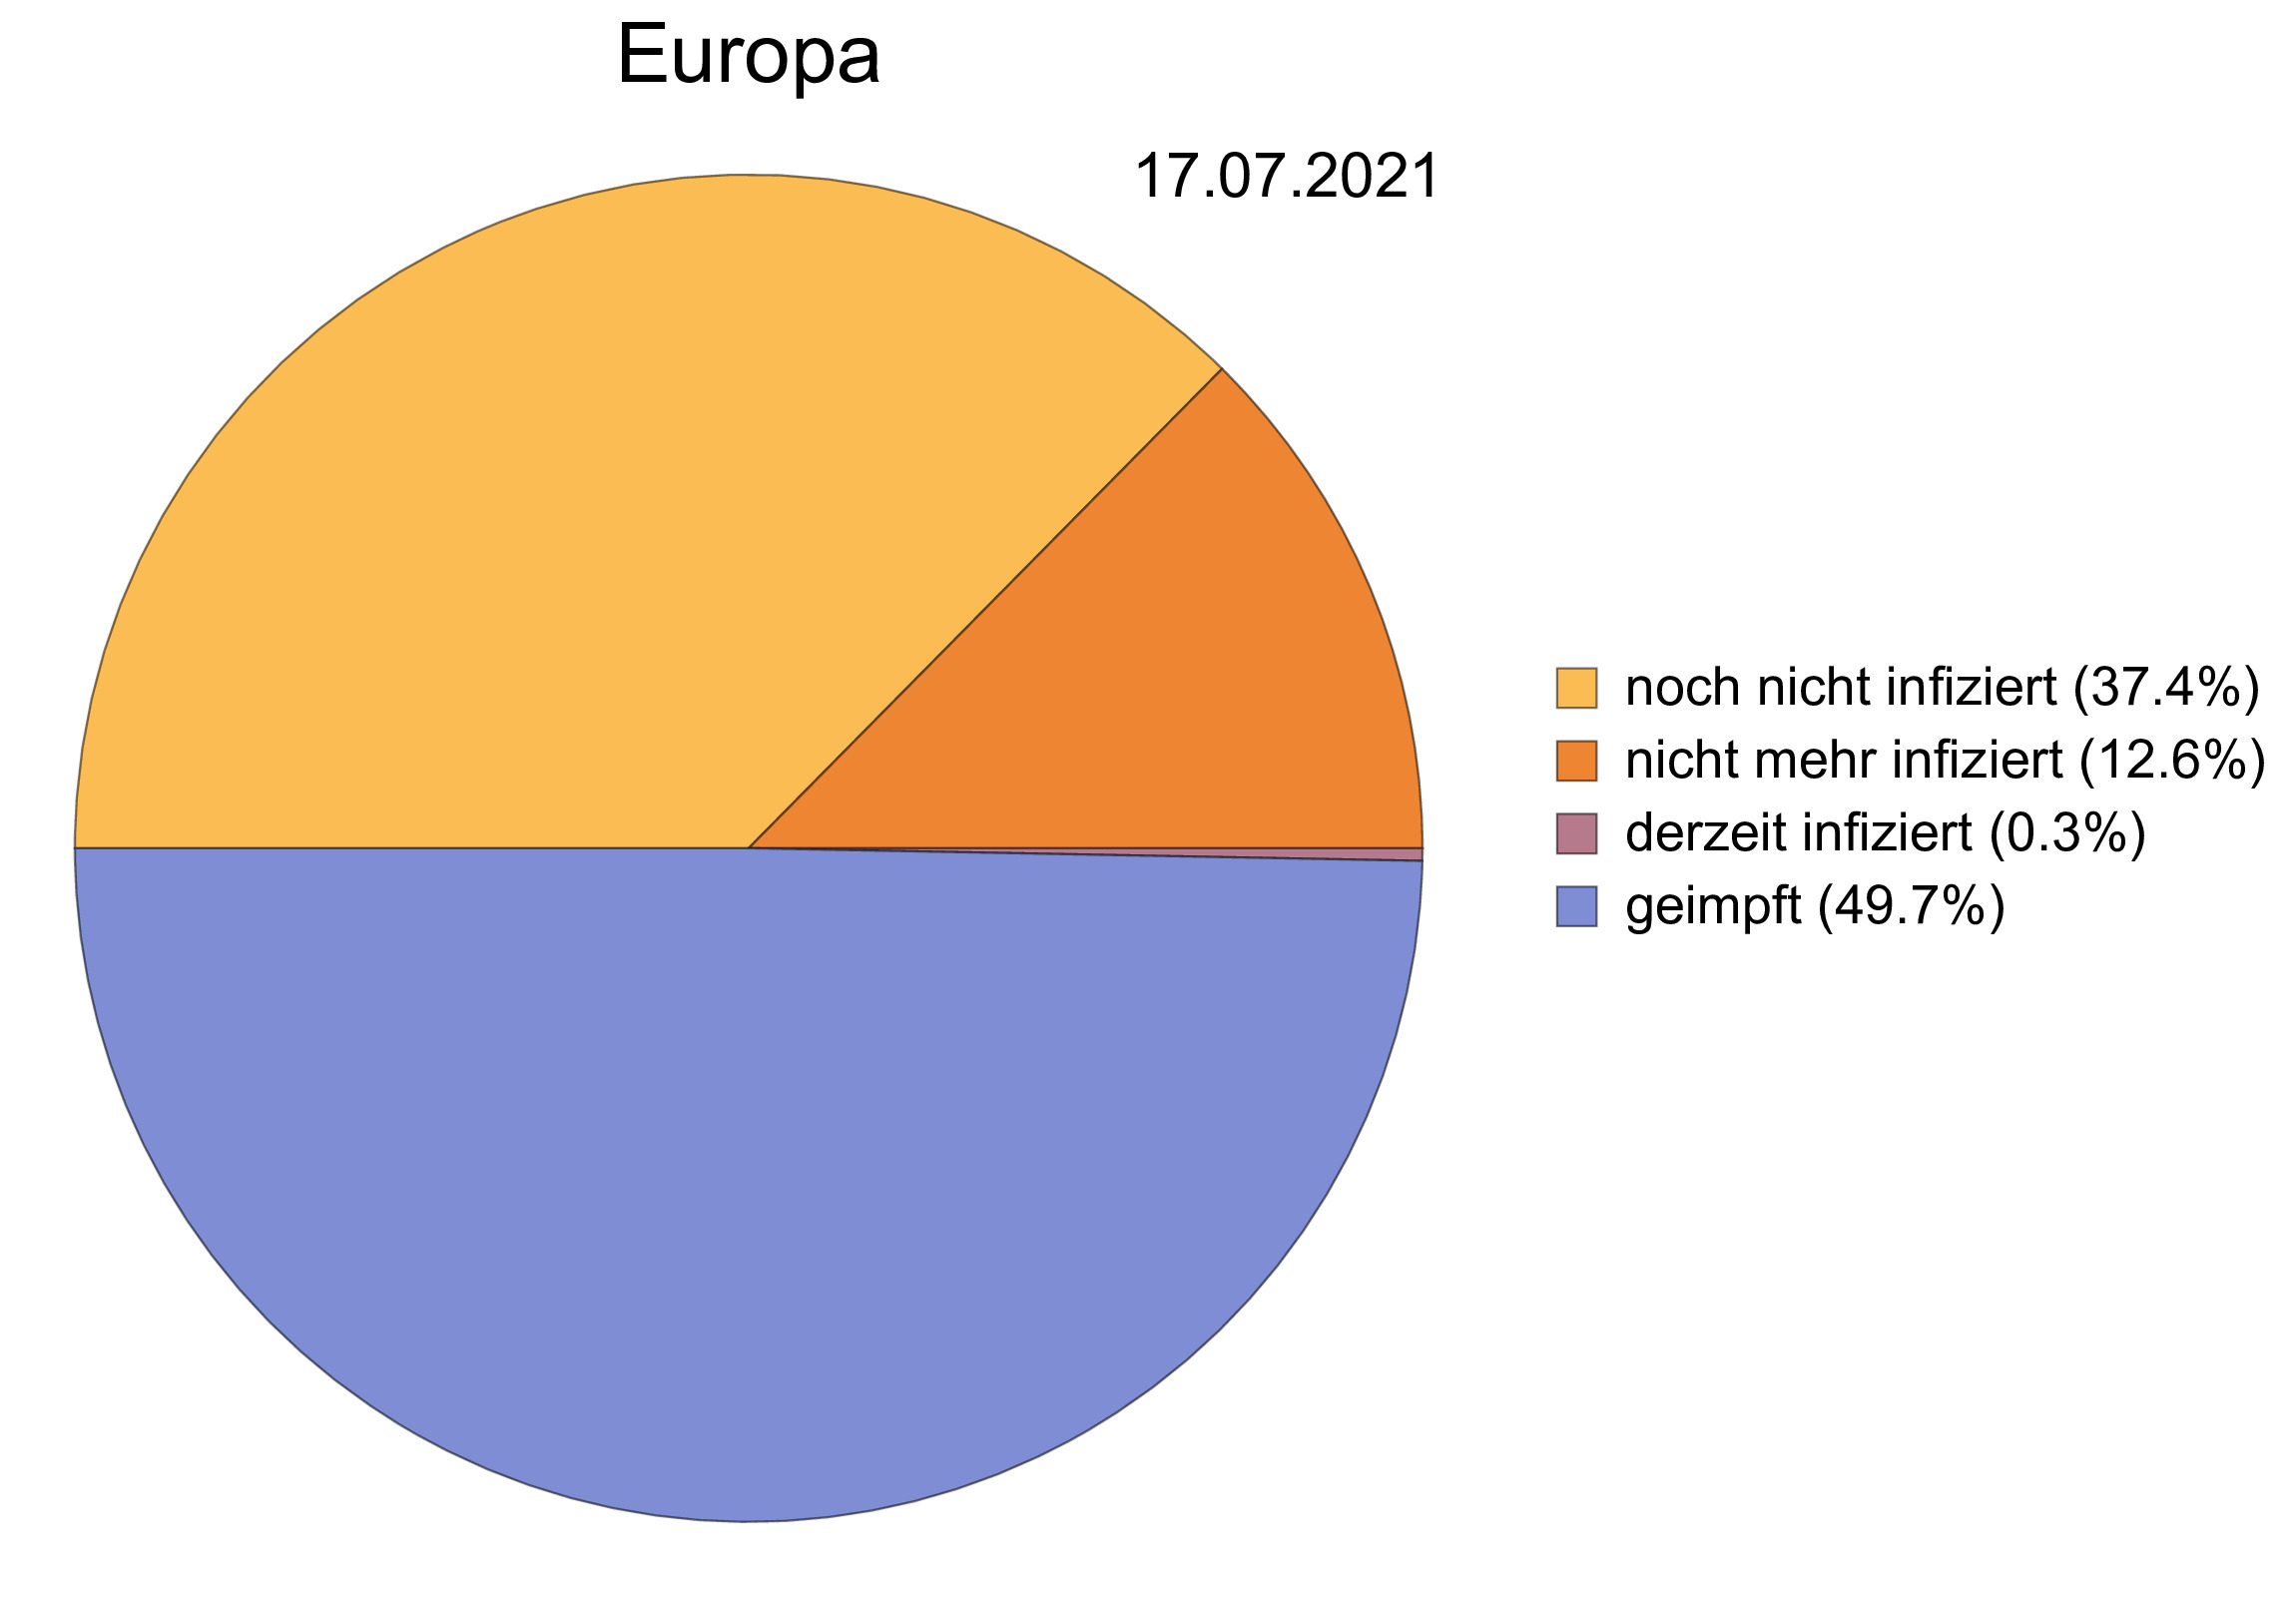 Europa
17.07.2021
noch nicht infiziert (37.4%)
nicht mehr infiziert (12.6%)
derzeit infiziert (0.3%)
geimpft (49.7%)